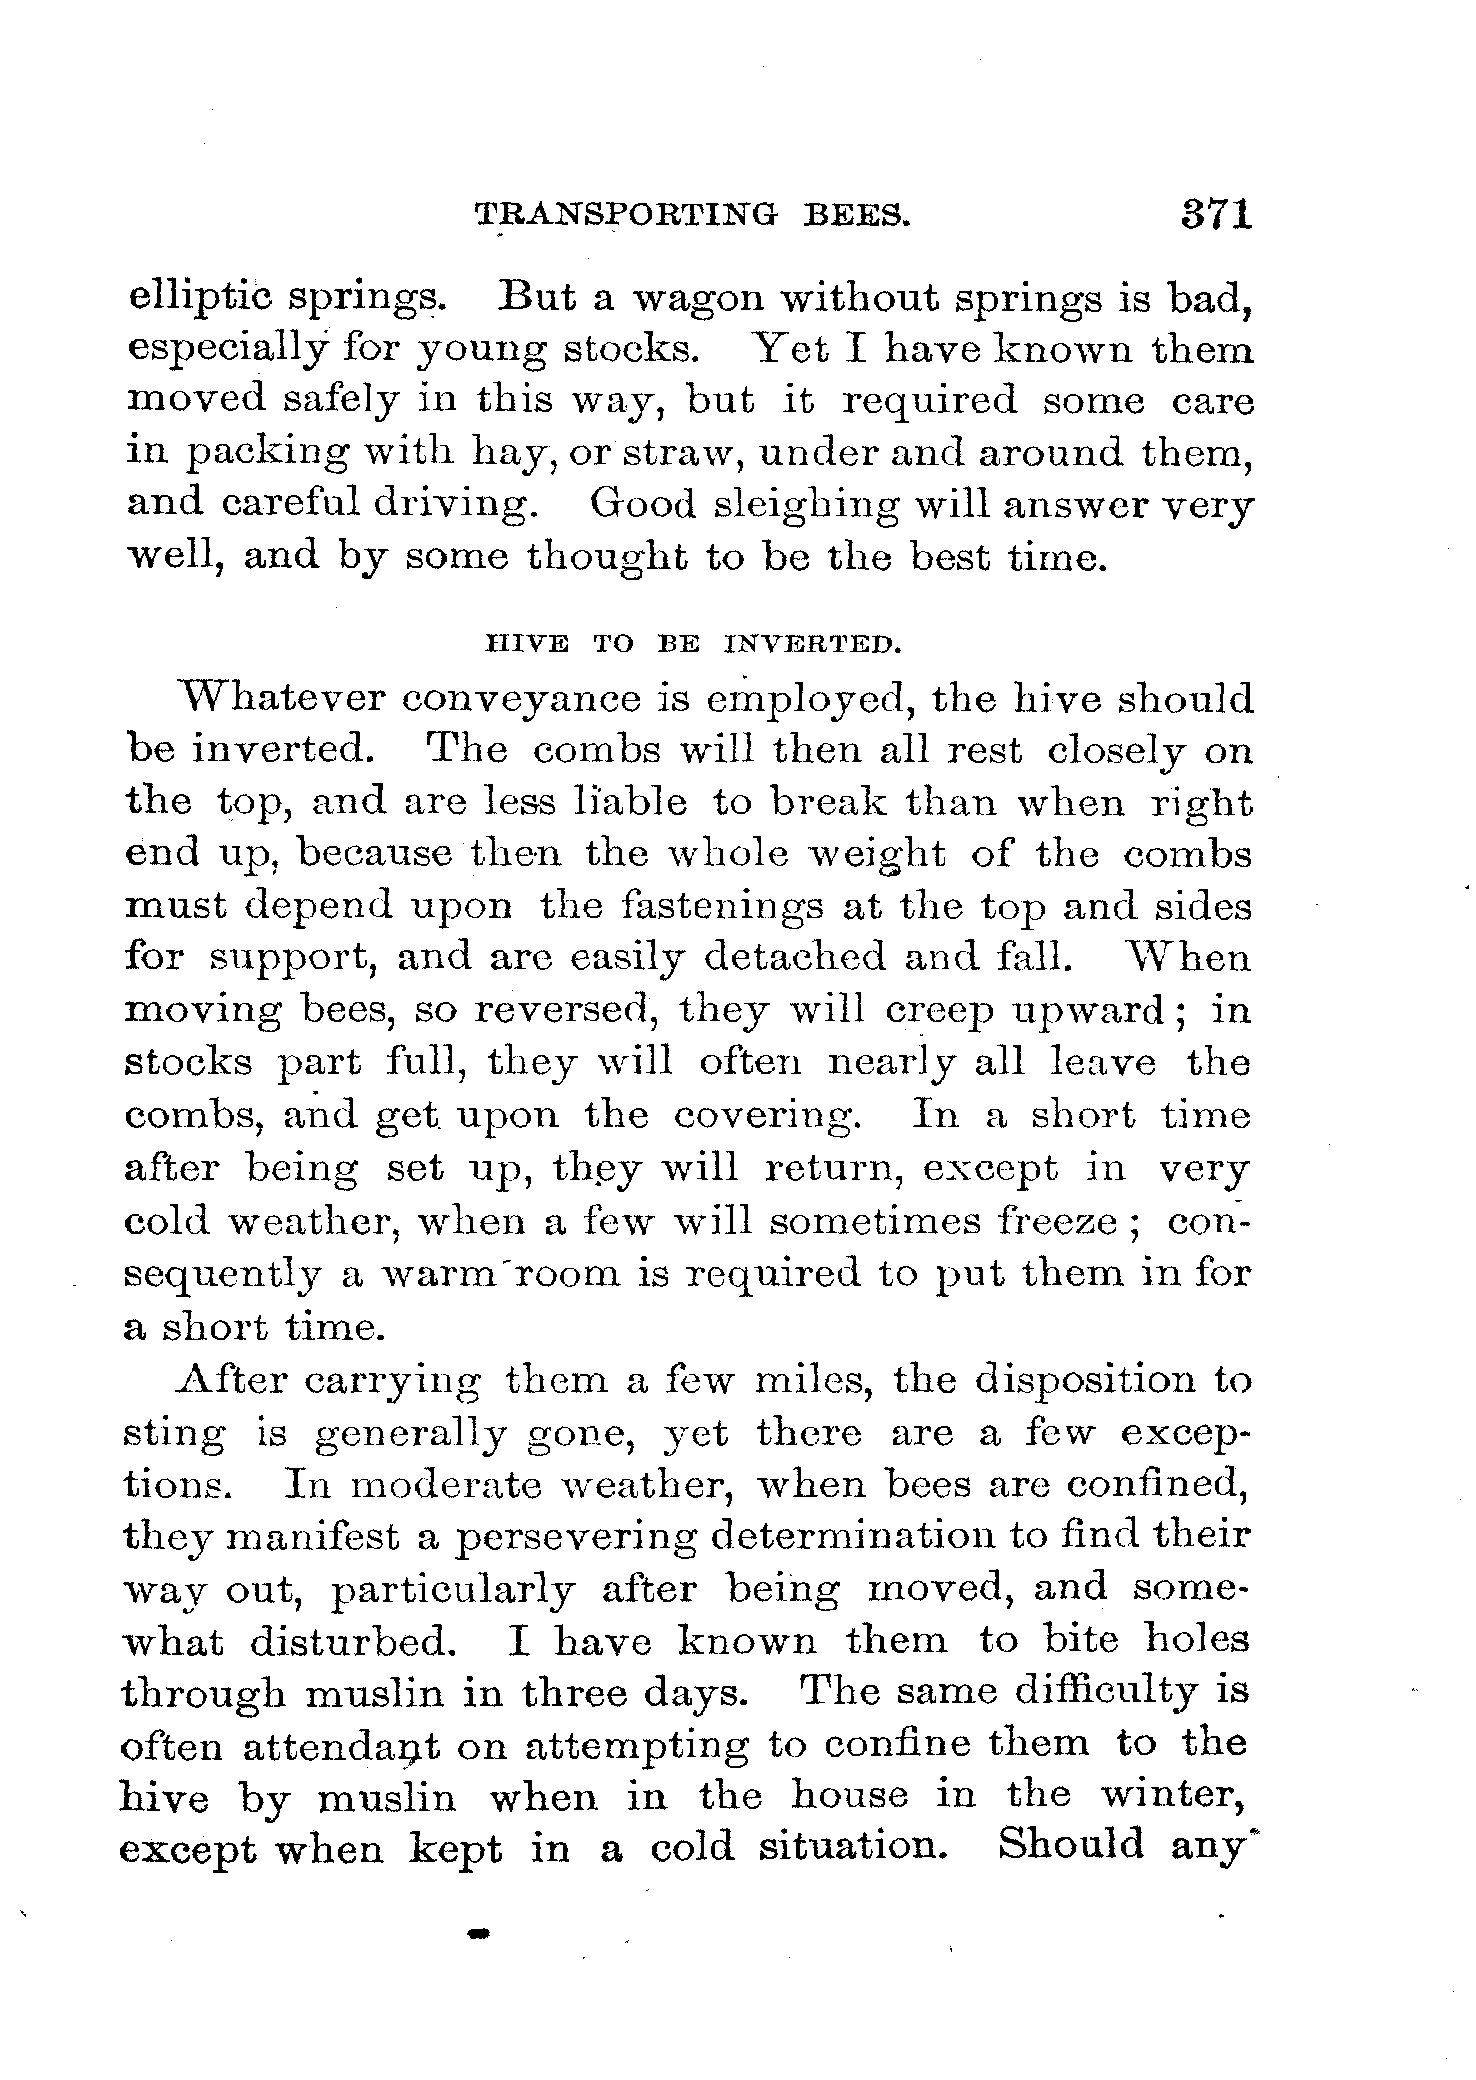 TRANSPORTING BEES. 371
elliptic springs. But a wagon without springs is bad,
especially for young stocks. Yet I have known them
moved safely in this way, but it required some care
in packing with hay, or straw, under and around them,
and careful driving. Good sleighing will answer very
well, and by some thought to be the best time.
HIVE TO BE INVERTED.
Whatever conveyance is employed, the hive should
be inverted. The combs will then all rest closely on
the top, and are less liable to break than when right
end up, because then the whole weight of the combs
must depend upon the fastenings at the top and sides
for support, and are easily detached and fall. When
moving bees, so reversed, they will creep upward; in
stocks part full, they will often nearly all leave the
combs, and get upon the covering. In a short time
after being set up, they will return, except in very
cold weather, when a few will sometimes freeze; con-
sequently a warm room is required to put them in for
a short time.
After carrying them a few miles, the disposition to
sting is generally gone, yet there are a few excep-
tions. In moderate weather, when bees are confined,
they manifest a persevering determination to find their
way out, particularly after being moved, and some-
what disturbed. I have known them to bite holes
through muslin in three days. The same difficulty is
often attendant on attempting to confine them to the
hive by muslin when in the house in the winter,
except when kept in a cold situation. Should any